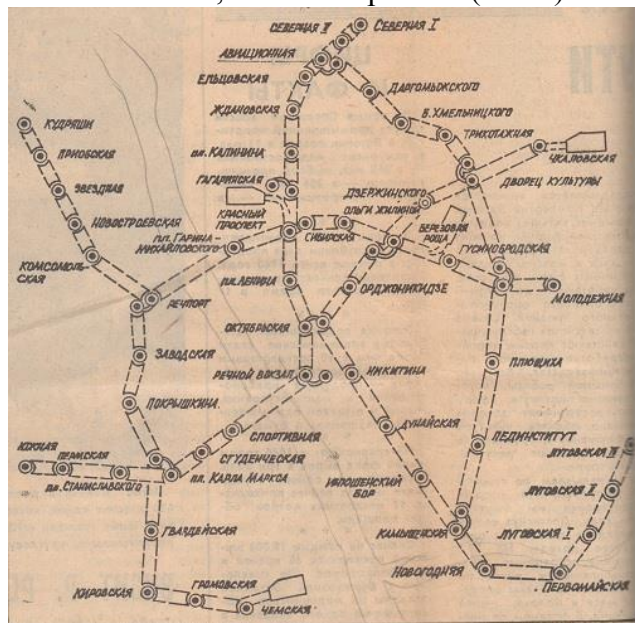 СЕВЕРНАЯ II
СЕВЕРНАЯ I
АВИАЦИОННАЯ
ЕЛЬЦОВСКАЯ
ЖДАНОВСКАЯ
ДАРГОМЫЖСКОГО
Б. ХМЕЛЬНИЦКОГО
ТРИКОТАЖНАЯ
ЧКАЛОВСКАЯ
КУДРЯШИ
ПРИОБСКАЯ
ЗВЕЗДНАЯ
НОВОСТРОЕВСКАЯ
КОМСОМОЛЬ-
СКАЯ
ПЛ. КАЛИНИНА
ГАГАРИНСКАЯ
КРАСНЫЙ
ПРОСПЕКТ
ПЛ. ГАРИНА-
МИХАЙЛОВСКОГО
СИБИРСКАЯ
ДЗЕРЖИНСКОГО
ОЛЬГИ ЖИЛИНОЙ
БЕРЕЗОВАЯ
РОЩА
ДВОРЕЦ КУЛЬТУРЫ
ГУСИНОБРОДСКАЯ
МОЛОДЕЖНАЯ
РЕЧПОРТ
ПЛ. ЛЕНИНА
ОРДЖОНИКИДЗЕ
ОКТЯБРЬСКАЯ
ЗАВОДСКАЯ
РЕЧНОЙ ВОКЗАЛ
НИКИТИНА
ПЛЮЩИХА
ПОКРЫШКИНА
СПОРТИВНАЯ
СТУДЕНЧЕСКАЯ
ДУНАЙСКАЯ
ПЕДИНСТИТУТ
ЮЖНАЯ
ПЕРМСКАЯ
ПЛ. СТАНИСЛАВСКОГО
ПЛ. КАРЛА МАРКСА
ИНЮШЕНСКИЙ
БОР
ЛУГОВСКАЯ III
ЛУГОВСКАЯ II
ЛУГОВСКАЯ I
ГВАРДЕЙСКАЯ
КАМЫШЕНСКАЯ
НОВОГОДНЯЯ
ПЕРВОМАЙСКАЯ
КИРОВСКАЯ
ГРОМОВСКАЯ
ЧЕМСКАЯ